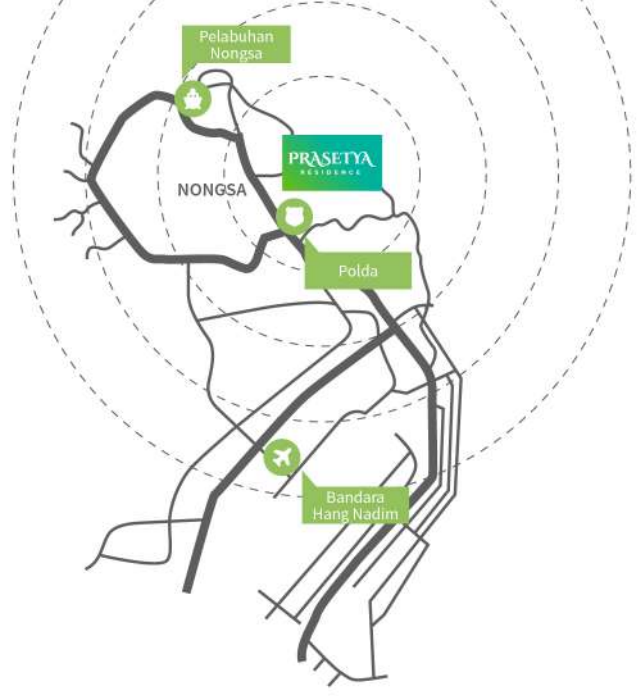 Pelabuhan
Nongsa
PRASETYA
RESIDENCE
NONGSA
Polda
Bandara
Hang Nadim